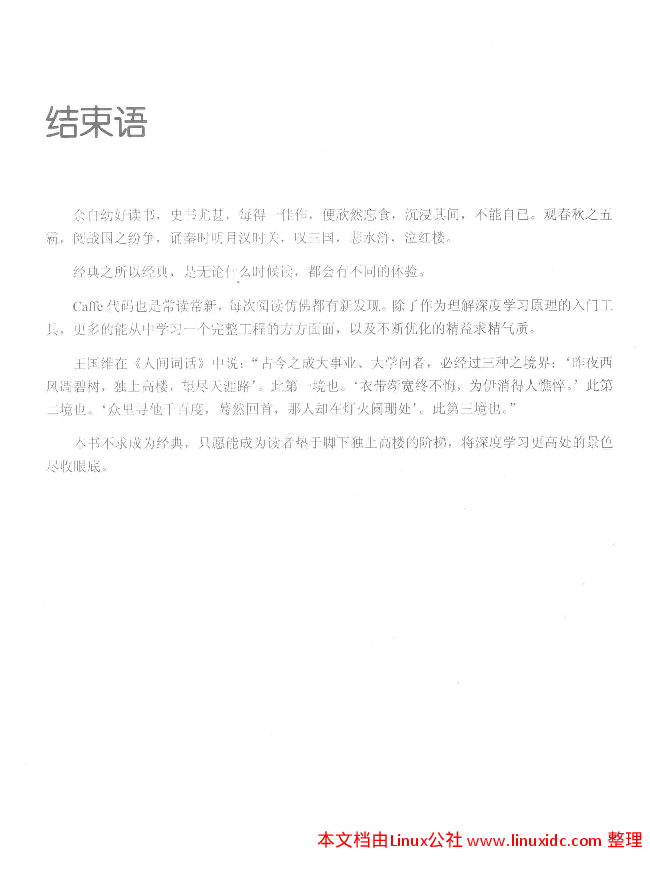 结束语
余自幼好读书，史书尤甚，每得一佳作，便欣然忘食，沉浸其间，不能自已。观春秋之五
霸，阅战国之纷争，诵秦时明月汉时关，叹三国，悲水浒，泣红楼。
经典之所以经典，是无论什么时候读，都会有不同的体验。
Caffe 代码也是常读常新，每次阅读仿佛都有新发现。除了作为理解深度学习原理的入门工
具，更多的能从中学习一个完整工程的方方面面，以及不断优化的精益求精气质。
王国维在《人间词话》中说：“古今之成大事业、大学问者，必经过三种之境界：‘昨夜西
风凋碧树，独上高楼，望尽天涯路’。此第一境也。‘衣带渐宽终不悔，为伊消得人憔悴。’此第
二境也。‘众里寻他千百度，蓦然回首，那人却在灯火阑珊处’。此第三境也。”
本书不求成为经典，只愿能成为读者垫于脚下独上高楼的阶梯，将深度学习更高处的景色
尽收眼底。
本文档由Linux公社 www.linuxidc.com 整理